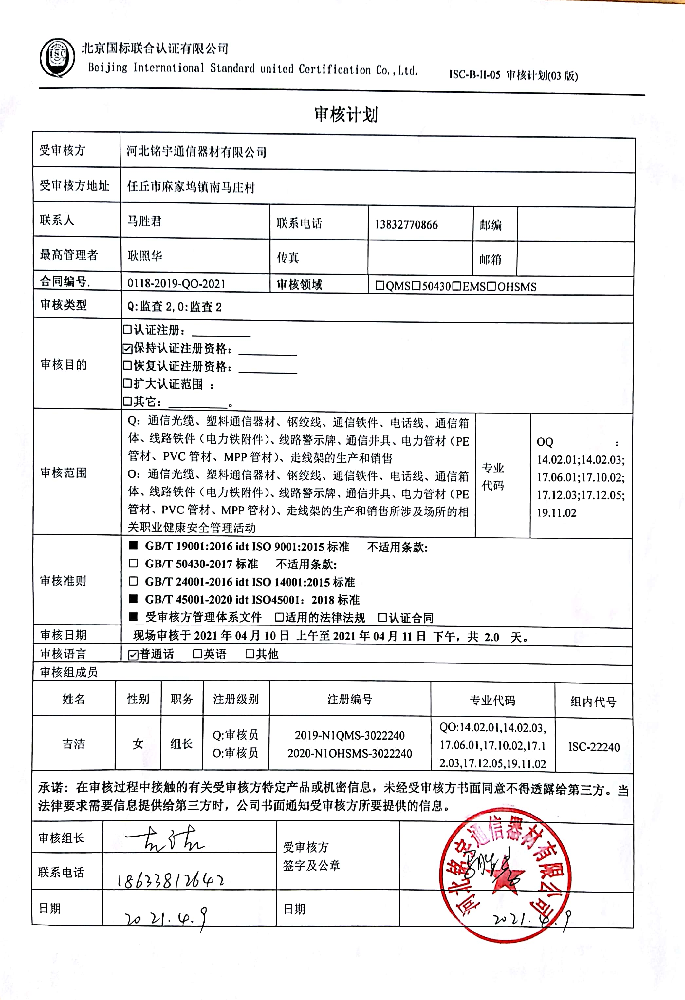 北京国标联合认证有限公司
Beijing International Standard united Certification Co.,Ltd.
ISC-B-II-05 审核计划(03 版)
审核计划
受审核方 河北铭宇通信器材有限公司
受审核方地址 任丘市麻家坞镇南马庄村
联系人 马胜君 联系电话 13832770866 邮编
最高管理者 耿照华 传真 邮箱
合同编号. 0118-2019-QO-2021 审核领域 □QMS□50430□EMS□OHSMS
审核类型 Q:监查 2,O:监查 2
审核目的
□认证注册：
☑保持认证注册资格：
□恢复认证注册资格：
□扩大认证范围 ：
□其它： 。
审核范围
Q：通信光缆、塑料通信器材、钢绞线、通信铁件、电话线、通信箱
体、线路铁件（电力铁附件）、线路警示牌、通信井具、电力管材（PE
管材、PVC 管材、MPP 管材）、走线架的生产和销售
O：通信光缆、塑料通信器材、钢绞线、通信铁件、电话线、通信箱
体、线路铁件（电力铁附件）、线路警示牌、通信井具、电力管材（PE
管材、PVC 管材、MPP 管材）、走线架的生产和销售所涉及场所的相
关职业健康安全管理活动
专业
代码
OQ ：
14.02.01;14.02.03;
17.06.01;17.10.02;
17.12.03;17.12.05;
19.11.02
审核准则
■ GB/T 19001:2016 idt ISO 9001:2015 标准 不适用条款:
□ GB/T 50430-2017 标准 不适用条款:
□ GB/T 24001-2016 idt ISO 14001:2015 标准
■ GB/T 45001-2020 idt ISO45001：2018 标准
■ 受审核方管理体系文件 □适用的法律法规 □认证合同
审核日期 现场审核于 2021 年 04 月 10 日 上午至 2021 年 04 月 11 日 下午，共 2.0 天。
审核语言 ☑普通话 □英语 □其他
审核组成员
姓名 性别 职务 注册级别 注册编号 专业代码 组内代号
吉洁 女 组长
Q:审核员
O:审核员
2019-N1QMS-3022240
2020-N1OHSMS-3022240
QO:14.02.01,14.02.03,
17.06.01,17.10.02,17.1
2.03,17.12.05,19.11.02
ISC-22240
承诺：在审核过程中接触的有关受审核方特定产品或机密信息，未经受审核方书面同意不得透露给第三方。当
法律要求需要信息提供给第三方时，公司书面通知受审核方所要提供的信息。
审核组长 吉洁
受审核方
签字及公章
马胜君
河北铭宇通信器材有限公司
联系电话 18633812642
日期 2021.4.9 日期 2021.4.9